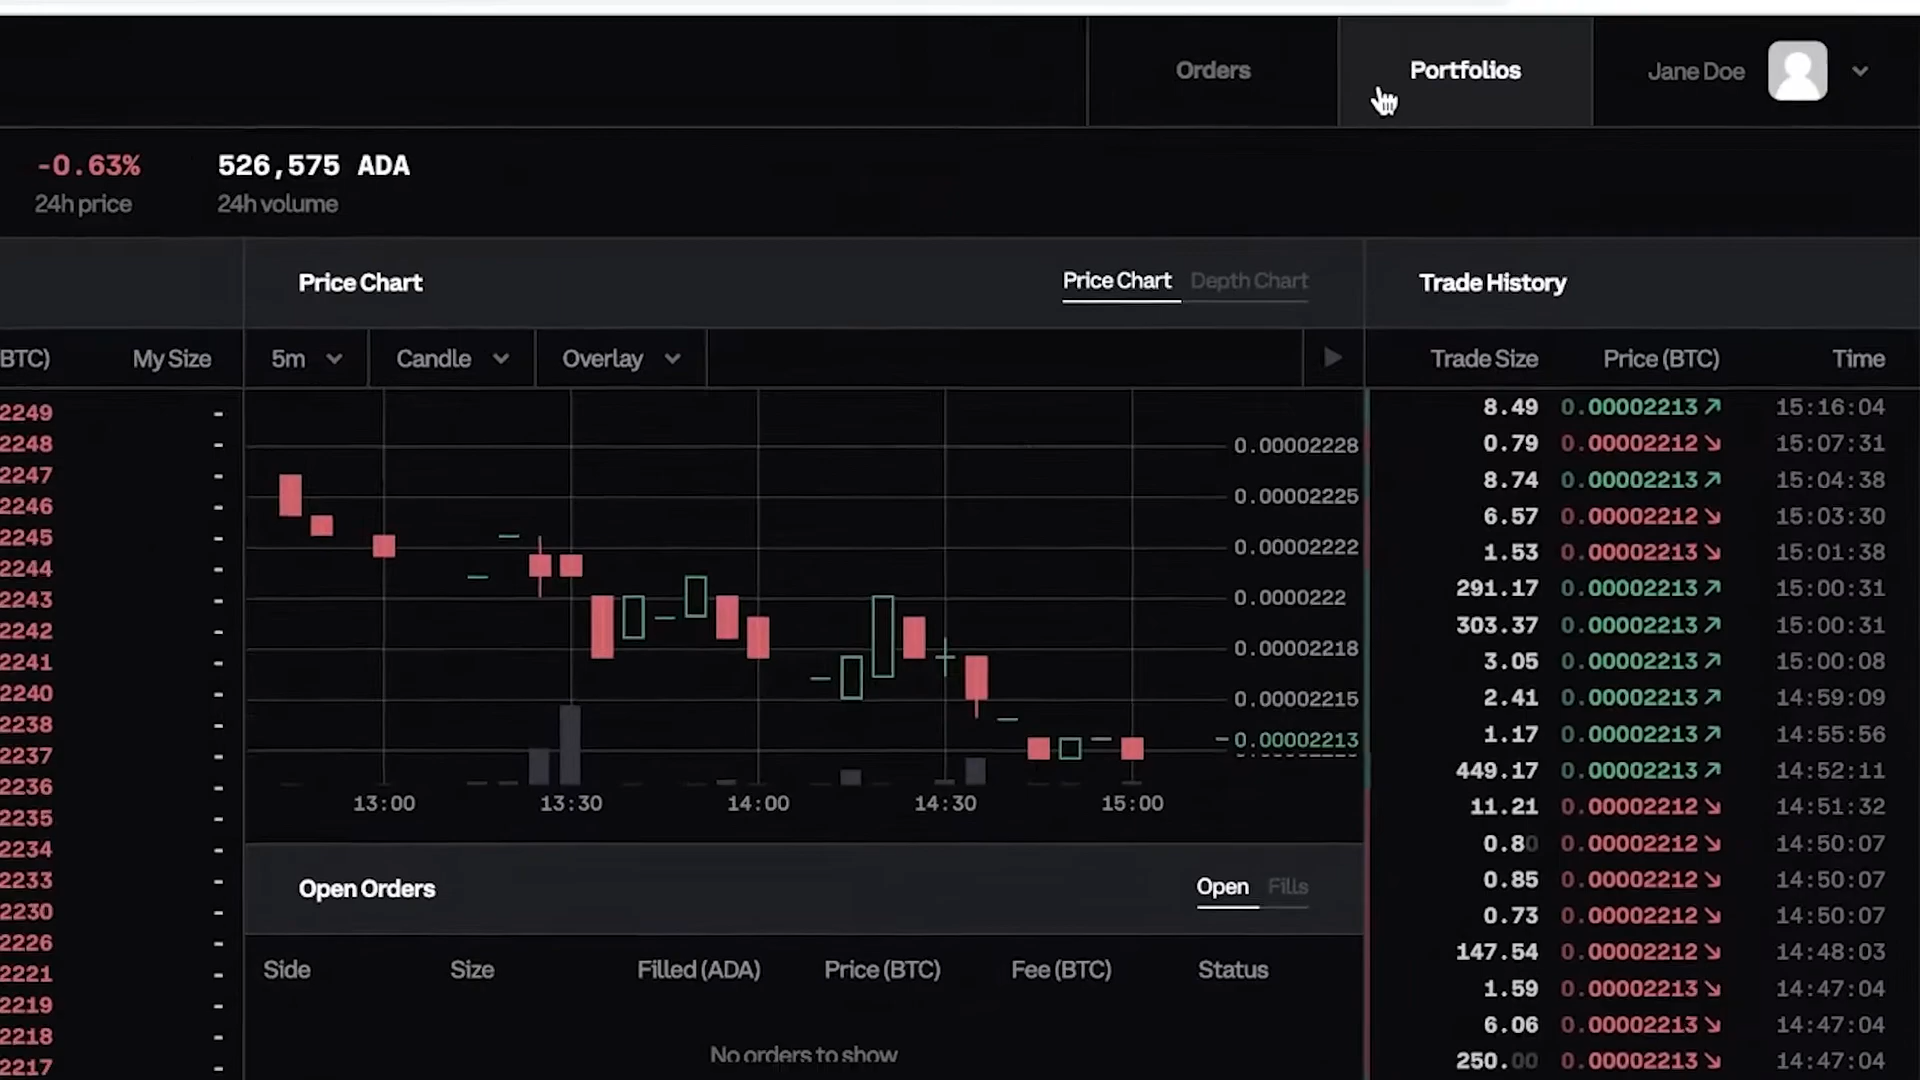 Orders
Portfolios
Jane Doe
-0.63%
526,575 ADA
24h price
24h volume
Price Chart
Price Chart
Depth Chart
Trade History
BTC)
My Size
5m
Candle
Overlay
Trade Size
Price (BTC)
Time
2249 -
2248 -
2247 -
2246 -
2245 -
2244 -
2243 -
2242 -
2241 -
2240 -
2238 -
2237 -
2236 -
2235 -
2234 -
2233 -
2230 -
2226 -
2221 -
2219 -
2218 -
2217 -
0.00002228
0.00002225
0.00002222
0.0000222
0.00002218
0.00002215
0.00002213
13:00
13:30
14:00
14:30
15:00
8.49 0.00002213 ↗ 15:16:04
0.79 0.00002212 ↘ 15:07:31
8.74 0.00002213 ↗ 15:04:38
6.57 0.00002212 ↘ 15:03:30
1.53 0.00002213 ↘ 15:01:38
291.17 0.00002213 ↗ 15:00:31
303.37 0.00002213 ↗ 15:00:31
3.05 0.00002213 ↗ 15:00:08
2.41 0.00002213 ↗ 14:59:09
1.17 0.00002213 ↗ 14:55:56
449.17 0.00002213 ↗ 14:52:11
11.21 0.00002212 ↘ 14:51:32
0.80 0.00002212 ↘ 14:50:07
0.85 0.00002212 ↘ 14:50:07
0.73 0.00002212 ↘ 14:50:07
147.54 0.00002212 ↘ 14:48:03
1.59 0.00002213 ↘ 14:47:04
6.06 0.00002213 ↘ 14:47:04
250.00 0.00002213 ↘ 14:47:04
Open Orders
Open
Fills
Side
Size
Filled (ADA)
Price (BTC)
Fee (BTC)
Status
No orders to show